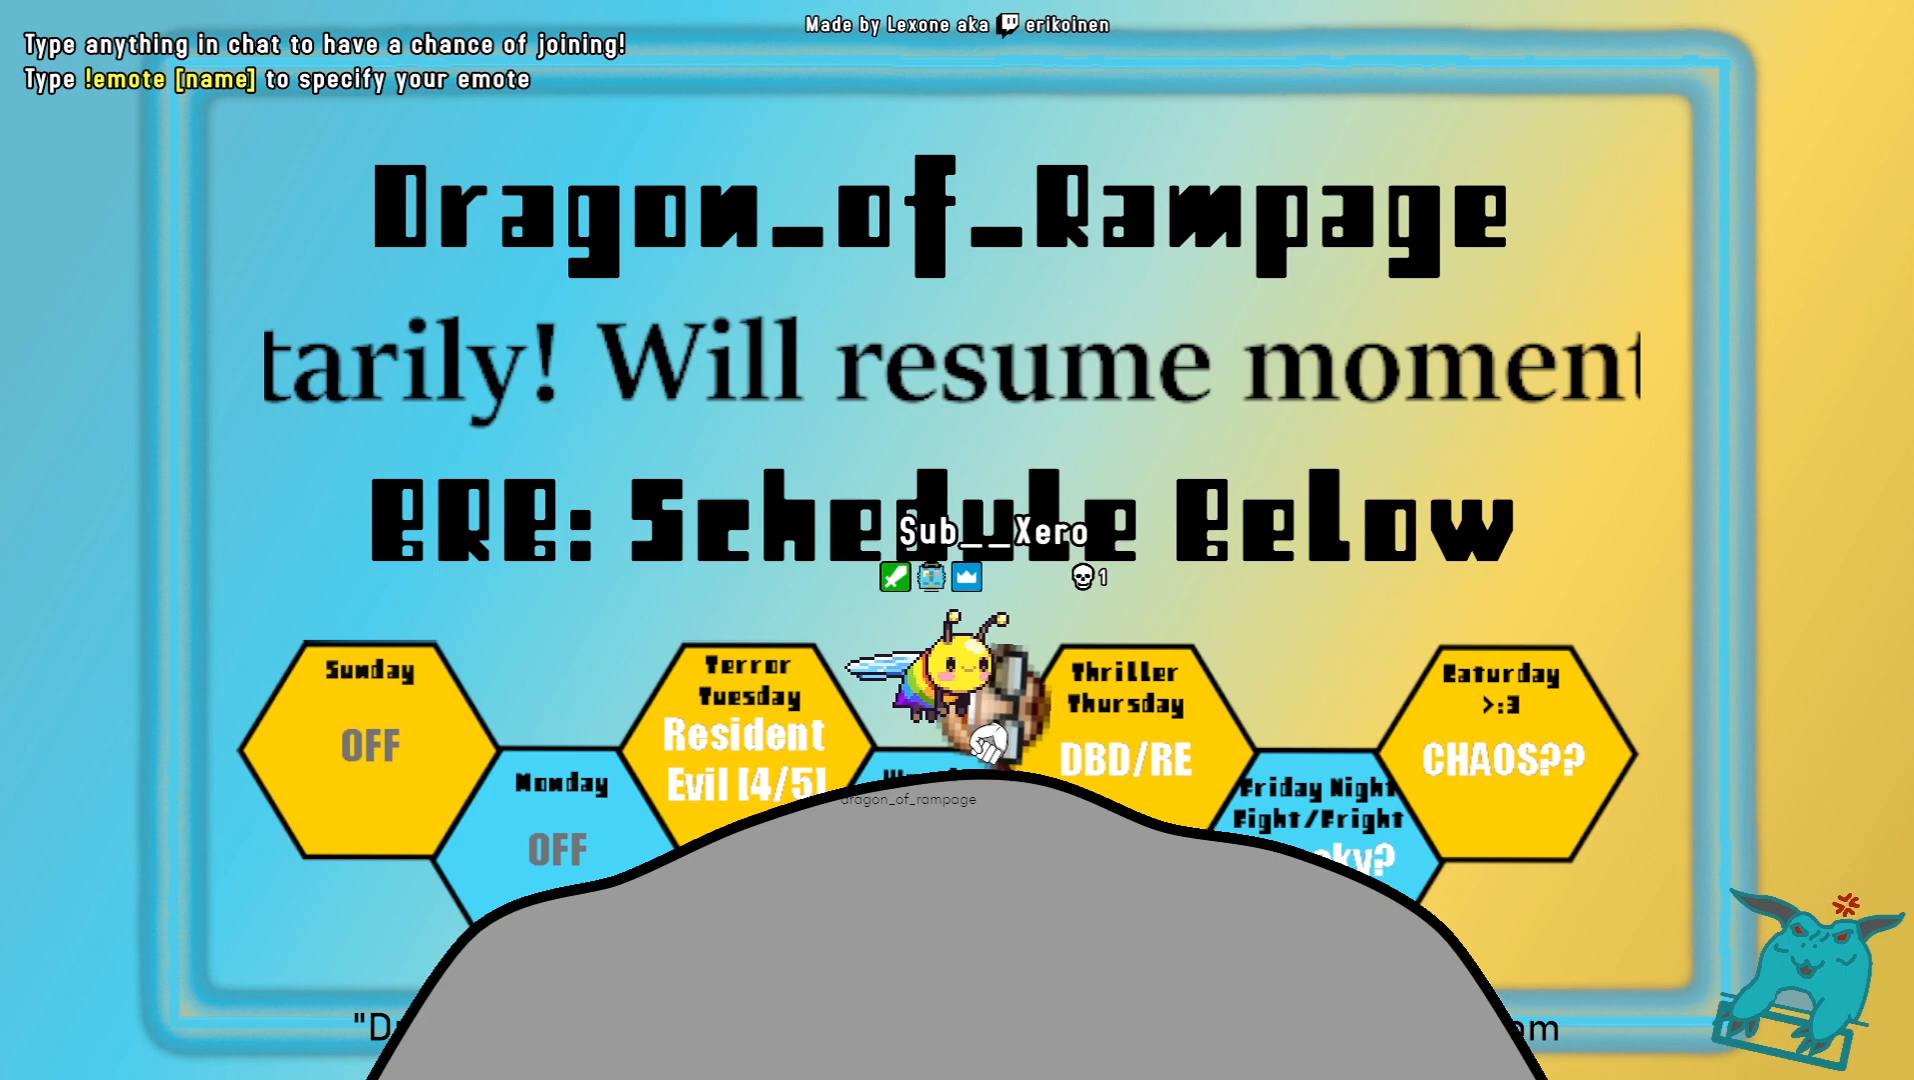 Made by Lexone aka erikoinen
Type anything in chat to have a chance of joining!
Type !emote [name] to specify your emote
Dragon_of_Rampage
tarily! Will resume moment
BRB: Schedule Below
Sub__Xero
1
Sunday
OFF
Monday
OFF
Terror
Tuesday
Resident
Evil [4/5]
Thriller
Thursday
DBD/RE
Friday Night
Fight/Fright
Caturday
>:3
CHAOS??
dragon_of_rampage